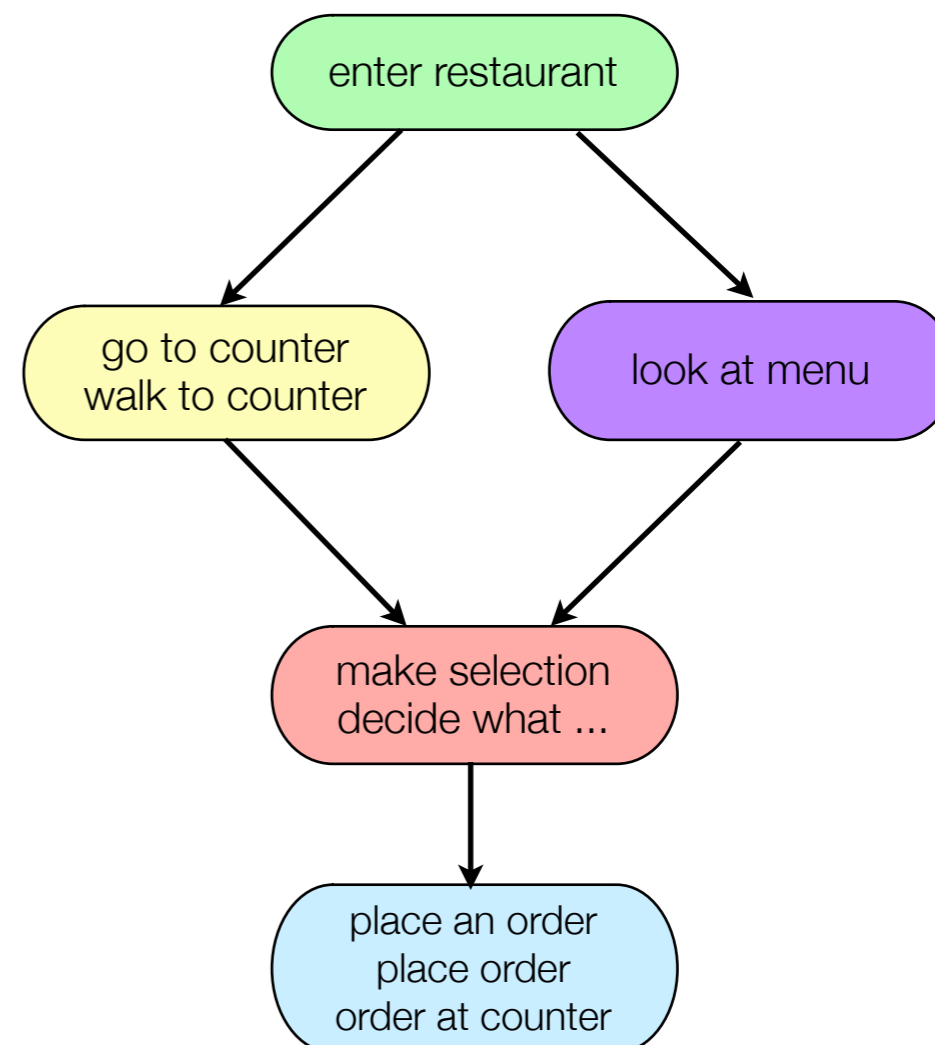 enter restaurant
go to counter
walk to counter
look at menu
make selection
decide what ...
place an order
place order
order at counter